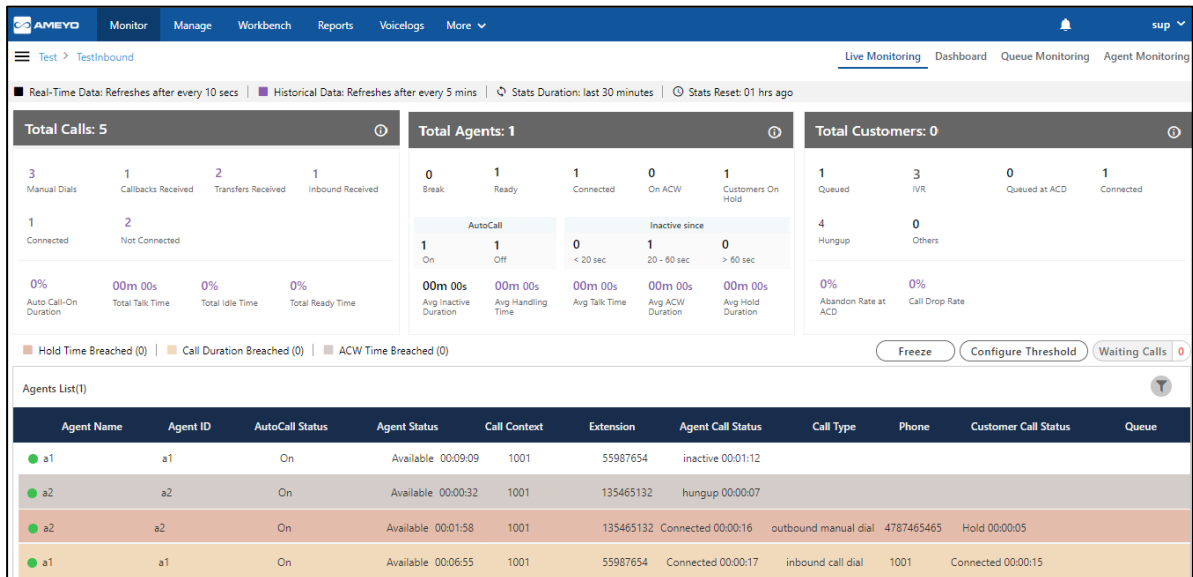 AMEYO Monitor Manage Workbench Reports Voicelogs More sup
Test > TestInbound Live Monitoring Dashboard Queue Monitoring Agent Monitoring
Real-Time Data: Refreshes after every 10 secs | Historical Data: Refreshes after every 5 mins | Stats Duration: last 30 minutes | Stats Reset: 01 hrs ago
Total Calls: 5
3 1 2 1
Manual Dials Callbacks Received Transfers Received Inbound Received
1 2
Connected Not Connected
0% 00m 00s 0% 0%
Auto Call-On Duration Total Talk Time Total Idle Time Total Ready Time
Total Agents: 1
0 1 1 0 1
Break Ready Connected On ACW Customers On Hold
AutoCall Inactive since
1 1 0 1 0
On Off < 20 sec 20 - 60 sec > 60 sec
00m 00s 00m 00s 00m 00s 00m 00s 00m 00s
Avg Inactive Duration Avg Handling Time Avg Talk Time Avg ACW Duration Avg Hold Duration
Total Customers: 0
1 3 0 1
Queued IVR Queued at ACD Connected
4 0
Hungup Others
0% 0%
Abandon Rate at ACD Call Drop Rate
Hold Time Breached (0) | Call Duration Breached (0) | ACW Time Breached (0) Freeze Configure Threshold Waiting Calls 0
Agents List(1)
Agent Name Agent ID AutoCall Status Agent Status Call Context Extension Agent Call Status Call Type Phone Customer Call Status Queue
a1 a1 On Available 00:09:09 1001 55987654 inactive 00:01:12
a2 a2 On Available 00:00:32 1001 135465132 hungup 00:00:07
a2 a2 On Available 00:01:58 1001 135465132 Connected 00:00:16 outbound manual dial 4787465465 Hold 00:00:05
a1 a1 On Available 00:06:55 1001 55987654 Connected 00:00:17 inbound call dial 1001 Connected 00:00:15